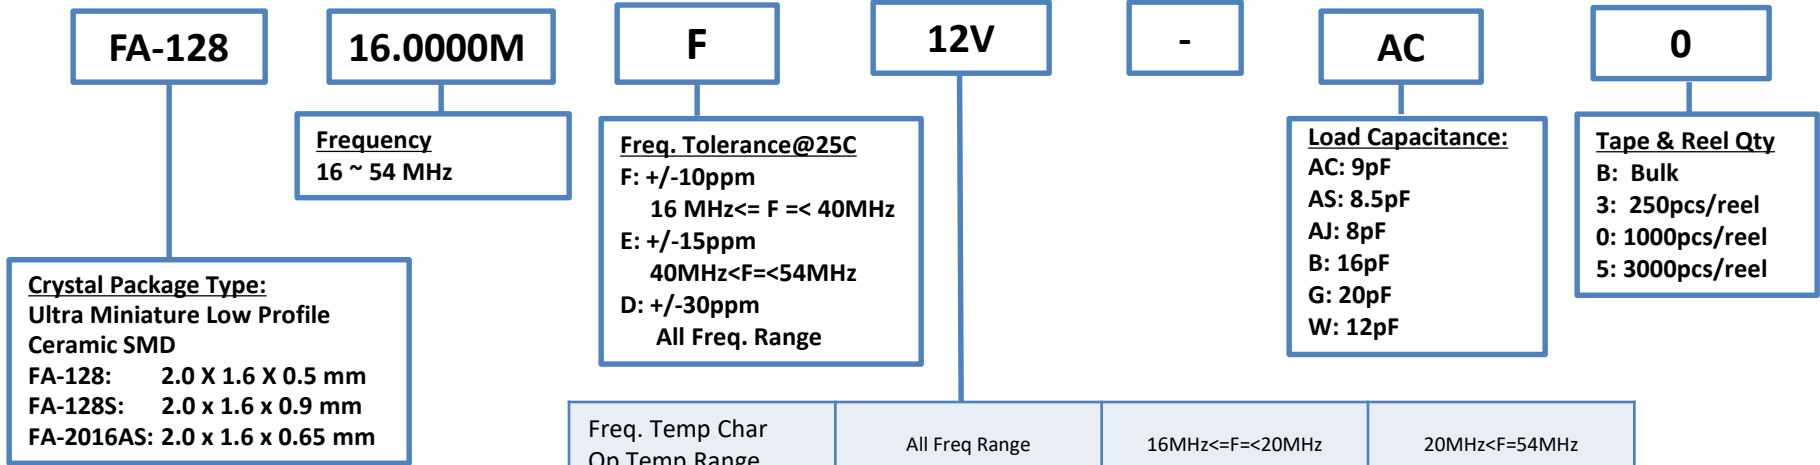 FA-128
16.0000M
F
12V
-
AC
0
Frequency
16 ~ 54 MHz
Freq. Tolerance@25C
F: +/-10ppm
16 MHz<= F =< 40MHz
E: +/-15ppm
40MHz<F=<54MHz
D: +/-30ppm
All Freq. Range
Load Capacitance:
AC: 9pF
AS: 8.5pF
AJ: 8pF
B: 16pF
G: 20pF
W: 12pF
Tape & Reel Qty
B: Bulk
3: 250pcs/reel
0: 1000pcs/reel
5: 3000pcs/reel
Crystal Package Type:
Ultra Miniature Low Profile
Ceramic SMD
FA-128: 2.0 X 1.6 X 0.5 mm
FA-128S: 2.0 x 1.6 x 0.9 mm
FA-2016AS: 2.0 x 1.6 x 0.65 mm
Freq. Temp Char
Op Temp Range
All Freq Range
16MHz<=F=<20MHz
20MHz<F=54MHz